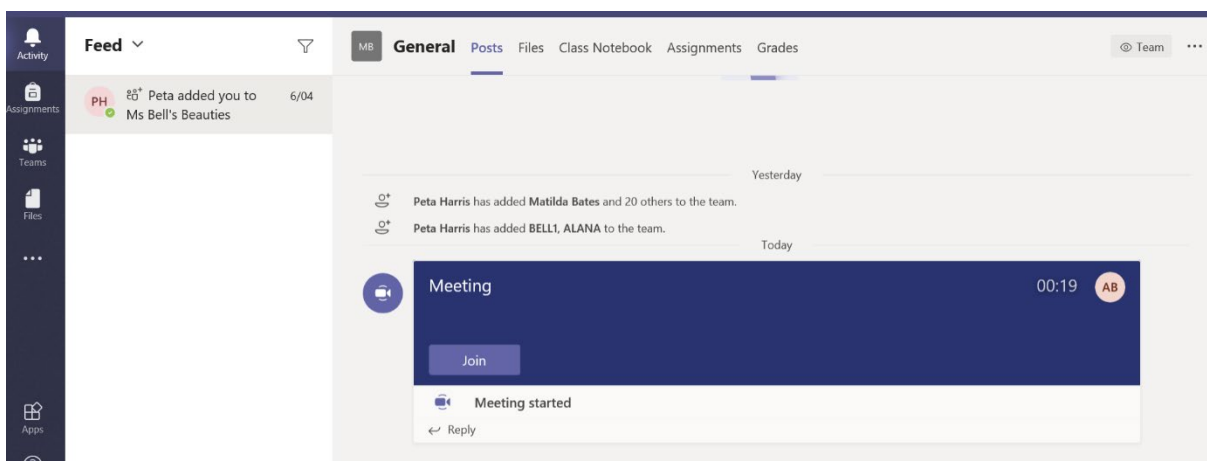 Activity
Assignments
Teams
Files
Apps
Feed
PH
Peta added you to
Ms Bell's Beauties
6/04
MB General Posts Files Class Notebook Assignments Grades
Team
Yesterday
Peta Harris has added Matilda Bates and 20 others to the team.
Peta Harris has added BELL1, ALANA to the team.
Today
Meeting
00:19 AB
Join
Meeting started
Reply